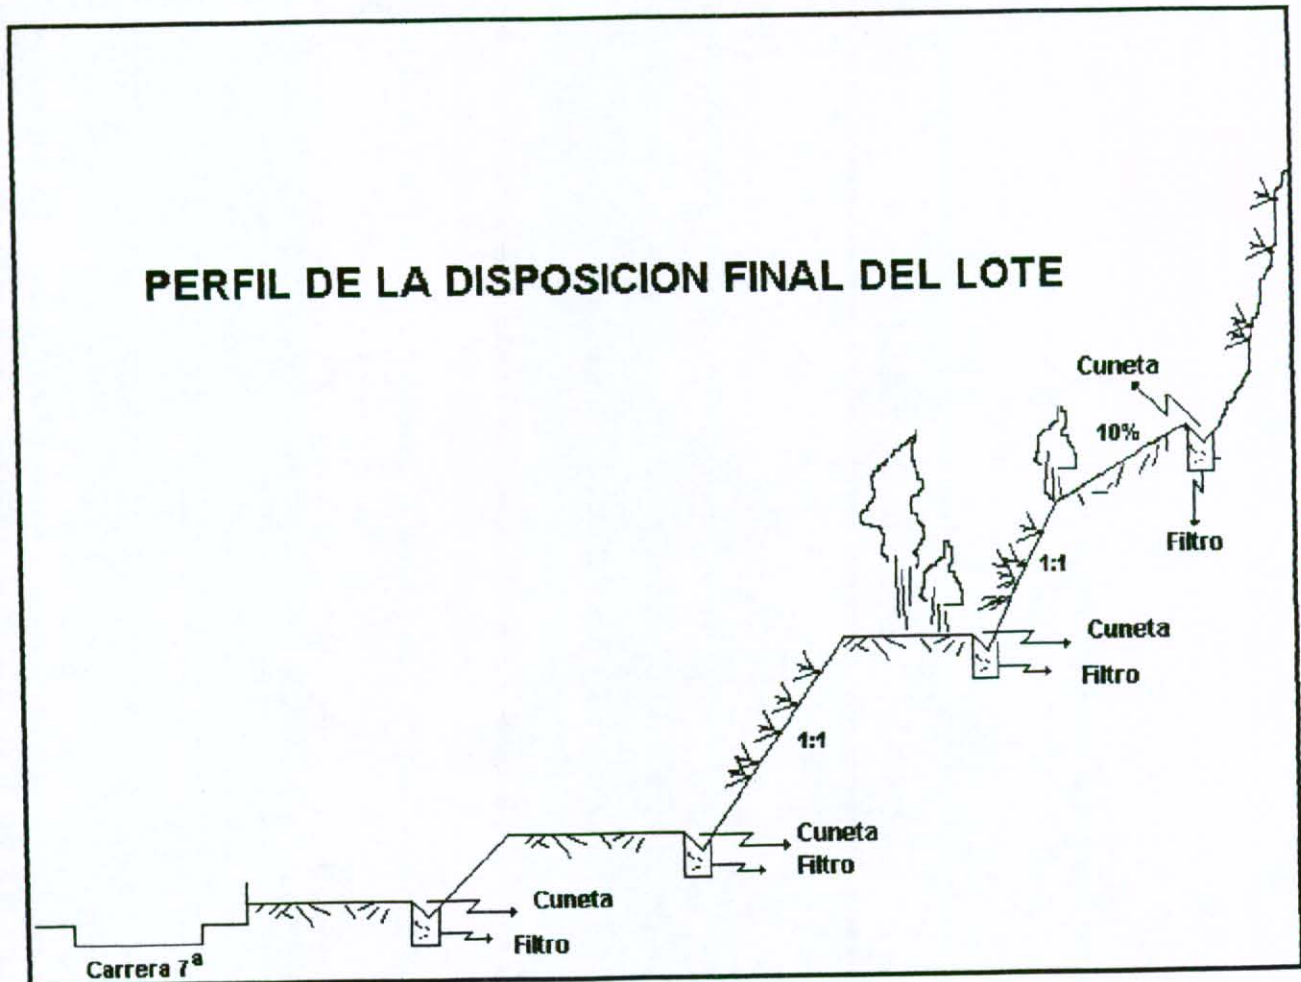 PERFIL DE LA DISPOSICION FINAL DEL LOTE
Cuneta
10%
Filtro
1:1
Cuneta
Filtro
1:1
Cuneta
Filtro
Cuneta
Filtro
Carrera 7ª